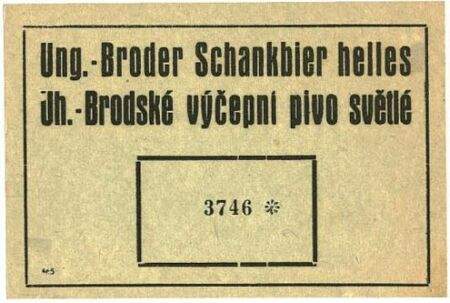 Ung.-Broder Schankbier helles
Uh.-Brodské výčepní pivo světlé
3746 *